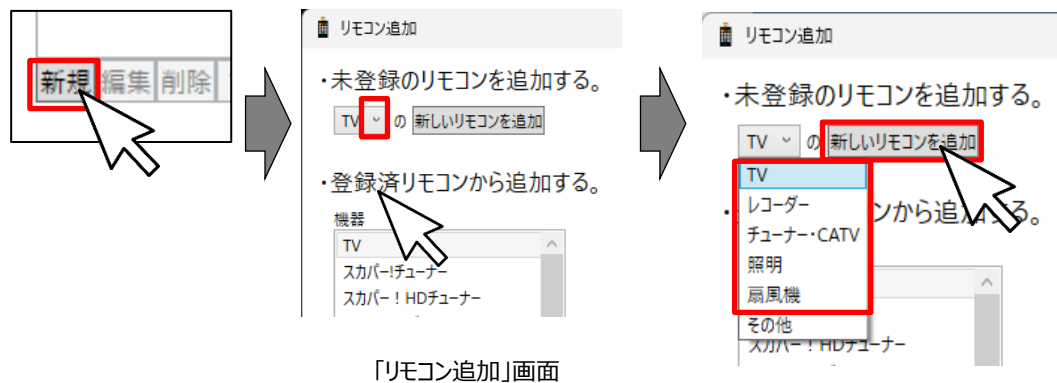 新規 編集 削除
リモコン追加
・未登録のリモコンを追加する。
TV の 新しいリモコンを追加
・登録済リモコンから追加する。
機器
TV
スカパー!チューナー
スカパー！HDチューナー
リモコン追加
・未登録のリモコンを追加する。
TV の 新しいリモコンを追加
TV
レコーダー
チューナー・CATV
照明
扇風機
その他
ンから追加する。
スカパー！HDチューナー
「リモコン追加」画面